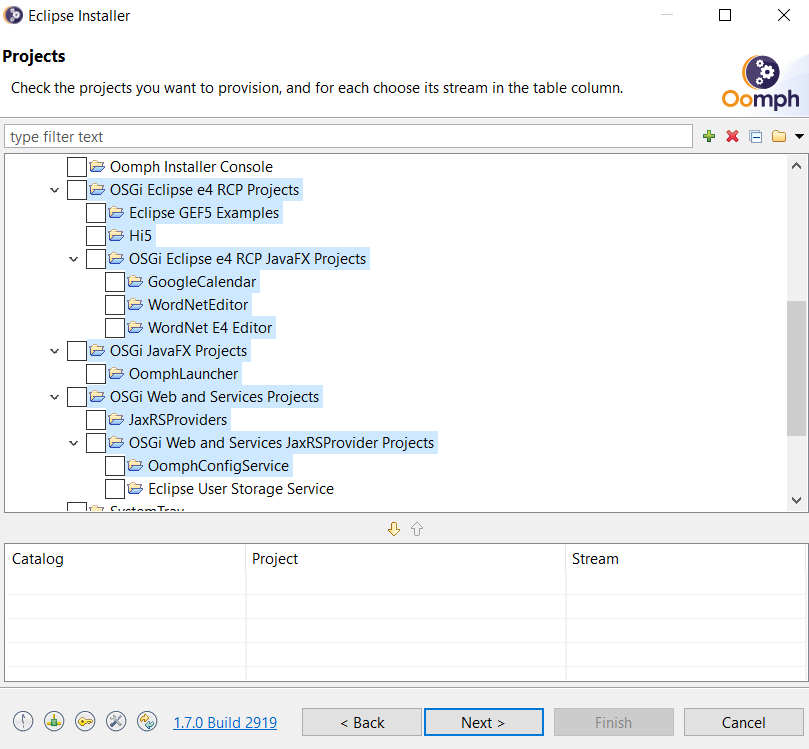 Eclipse Installer
Projects
Check the projects you want to provision, and for each choose its stream in the table column.
Oomph
type filter text
Oomph Installer Console
OSGi Eclipse e4 RCP Projects
Eclipse GEF5 Examples
Hi5
OSGi Eclipse e4 RCP JavaFX Projects
GoogleCalendar
WordNetEditor
WordNet E4 Editor
OSGi JavaFX Projects
OomphLauncher
OSGi Web and Services Projects
JaxRSProviders
OSGi Web and Services JaxRSProvider Projects
OomphConfigService
Eclipse User Storage Service
SystemTray
Catalog Project Stream
1.7.0 Build 2919 < Back Next > Finish Cancel